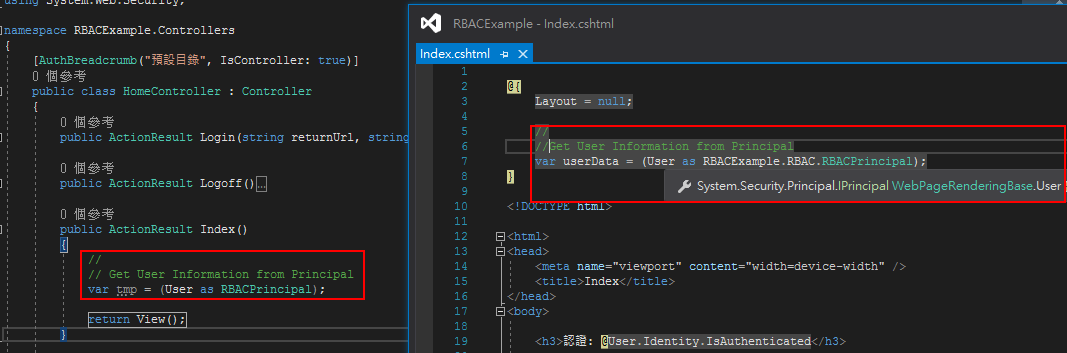 using System.Web.Security;
namespace RBACExample.Controllers
{
[AuthBreadcrumb("預設目錄", IsController: true)]
0 個參考
public class HomeController : Controller
{
0 個參考
public ActionResult Login(string returnUrl, string
0 個參考
public ActionResult Logoff()...
0 個參考
public ActionResult Index()
{
//
// Get User Information from Principal
var tmp = (User as RBACPrincipal);
return View();
}
RBACExample - Index.cshtml
Index.cshtml
1
2 @{
3 Layout = null;
4
5 //
6 //Get User Information from Principal
7 var userData = (User as RBACExample.RBAC.RBACPrincipal);
8 }
System.Security.Principal.IPrincipal WebPageRenderingBase.User
9
10 <!DOCTYPE html>
11
12 <html>
13 <head>
14 <meta name="viewport" content="width=device-width" />
15 <title>Index</title>
16 </head>
17 <body>
18
19 <h3>認證: @User.Identity.IsAuthenticated</h3>